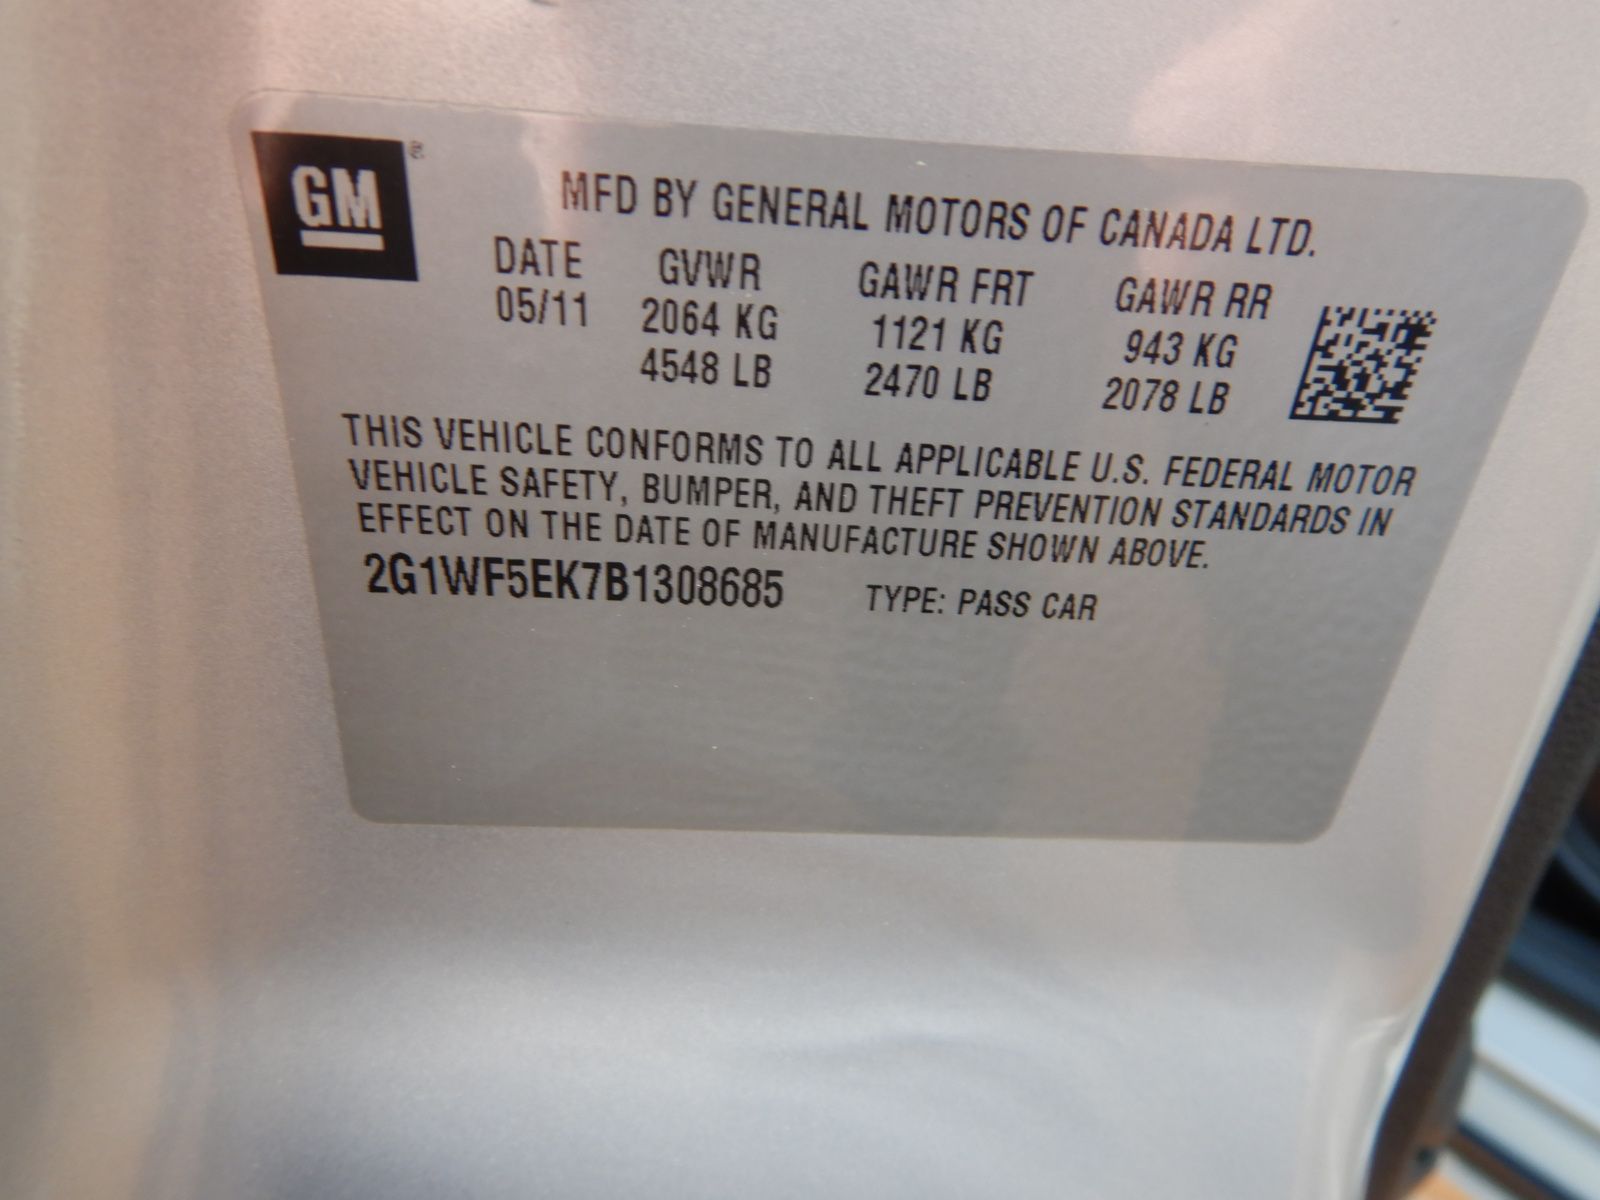 GM®
MFD BY GENERAL MOTORS OF CANADA LTD.
DATE GVWR GAWR FRT GAWR RR
05/11 2064 KG 1121 KG 943 KG
4548 LB 2470 LB 2078 LB
THIS VEHICLE CONFORMS TO ALL APPLICABLE U.S. FEDERAL MOTOR
VEHICLE SAFETY, BUMPER, AND THEFT PREVENTION STANDARDS IN
EFFECT ON THE DATE OF MANUFACTURE SHOWN ABOVE.
2G1WF5EK7B1308685 TYPE: PASS CAR